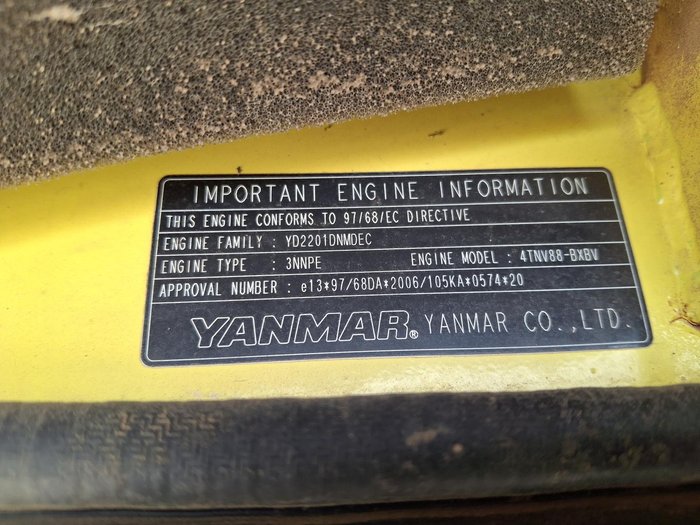 IMPORTANT ENGINE INFORMATION
THIS ENGINE CONFORMS TO 97/68/EC DIRECTIVE
ENGINE FAMILY : YD2201DNMDEC
ENGINE TYPE : 3NNPE ENGINE MODEL : 4TNV88-BXBV
APPROVAL NUMBER : e13*97/68DA*2006/105KA*0574*20
YANMAR® YANMAR CO.,LTD.